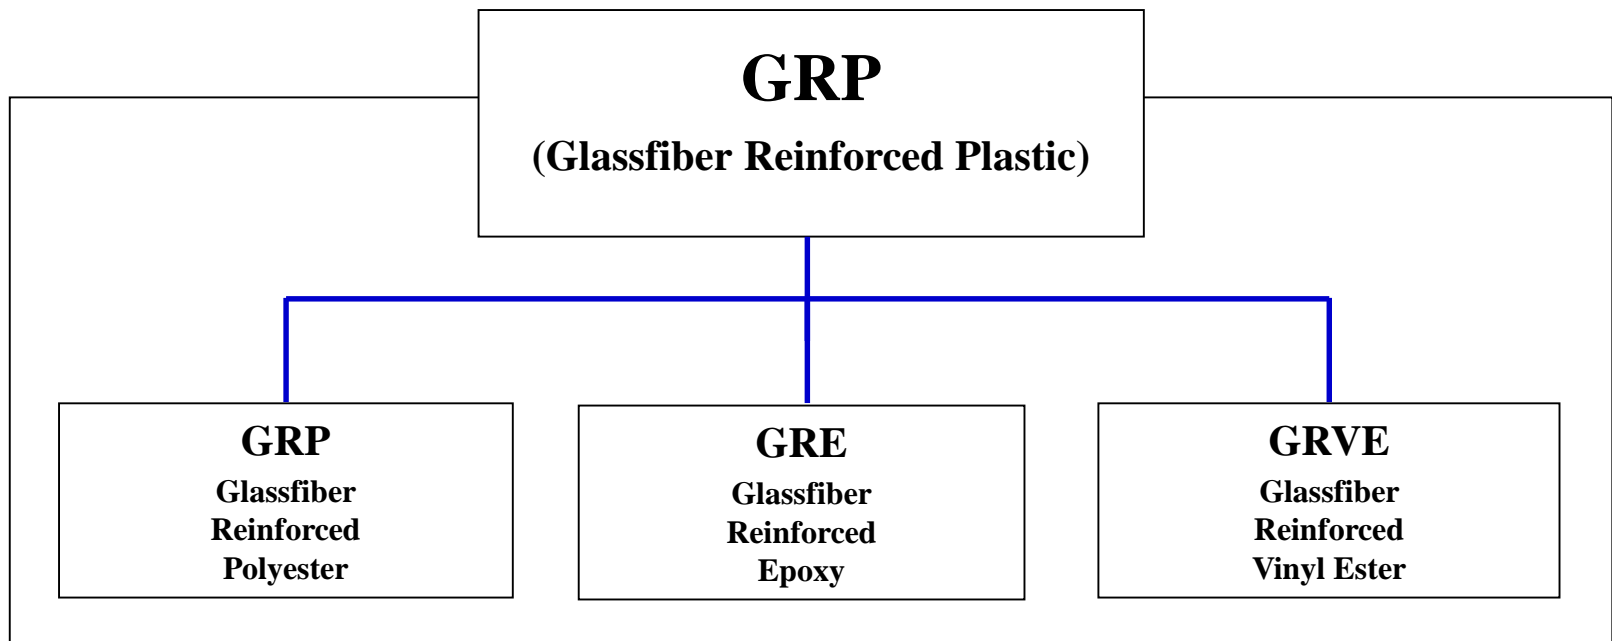 GRP
(Glassfiber Reinforced Plastic)
GRP
Glassfiber
Reinforced
Polyester
GRE
Glassfiber
Reinforced
Epoxy
GRVE
Glassfiber
Reinforced
Vinyl Ester